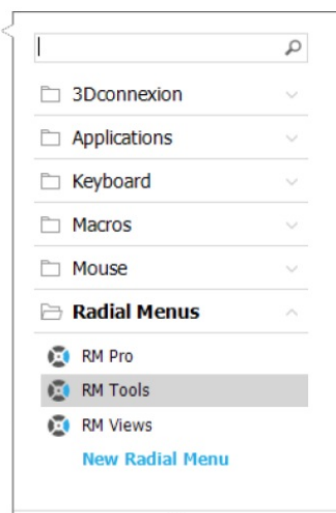 3Dconnexion
Applications
Keyboard
Macros
Mouse
Radial Menus
RM Pro
RM Tools
RM Views
New Radial Menu